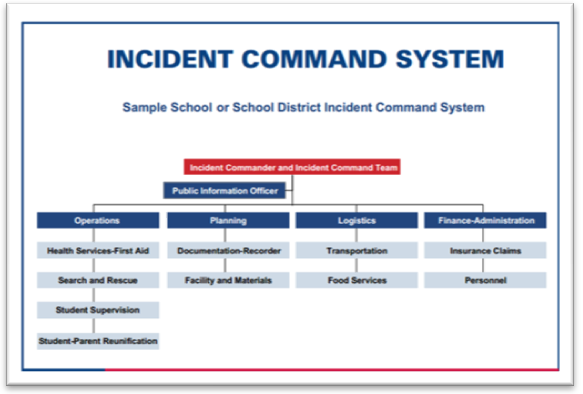 INCIDENT COMMAND SYSTEM
Sample School or School District Incident Command System
Incident Commander and Incident Command Team
Public Information Officer
Operations
Planning
Logistics
Finance-Administration
Health Services-First Aid
Documentation-Recorder
Transportation
Insurance Claims
Search and Rescue
Facility and Materials
Food Services
Personnel
Student Supervision
Student-Parent Reunification